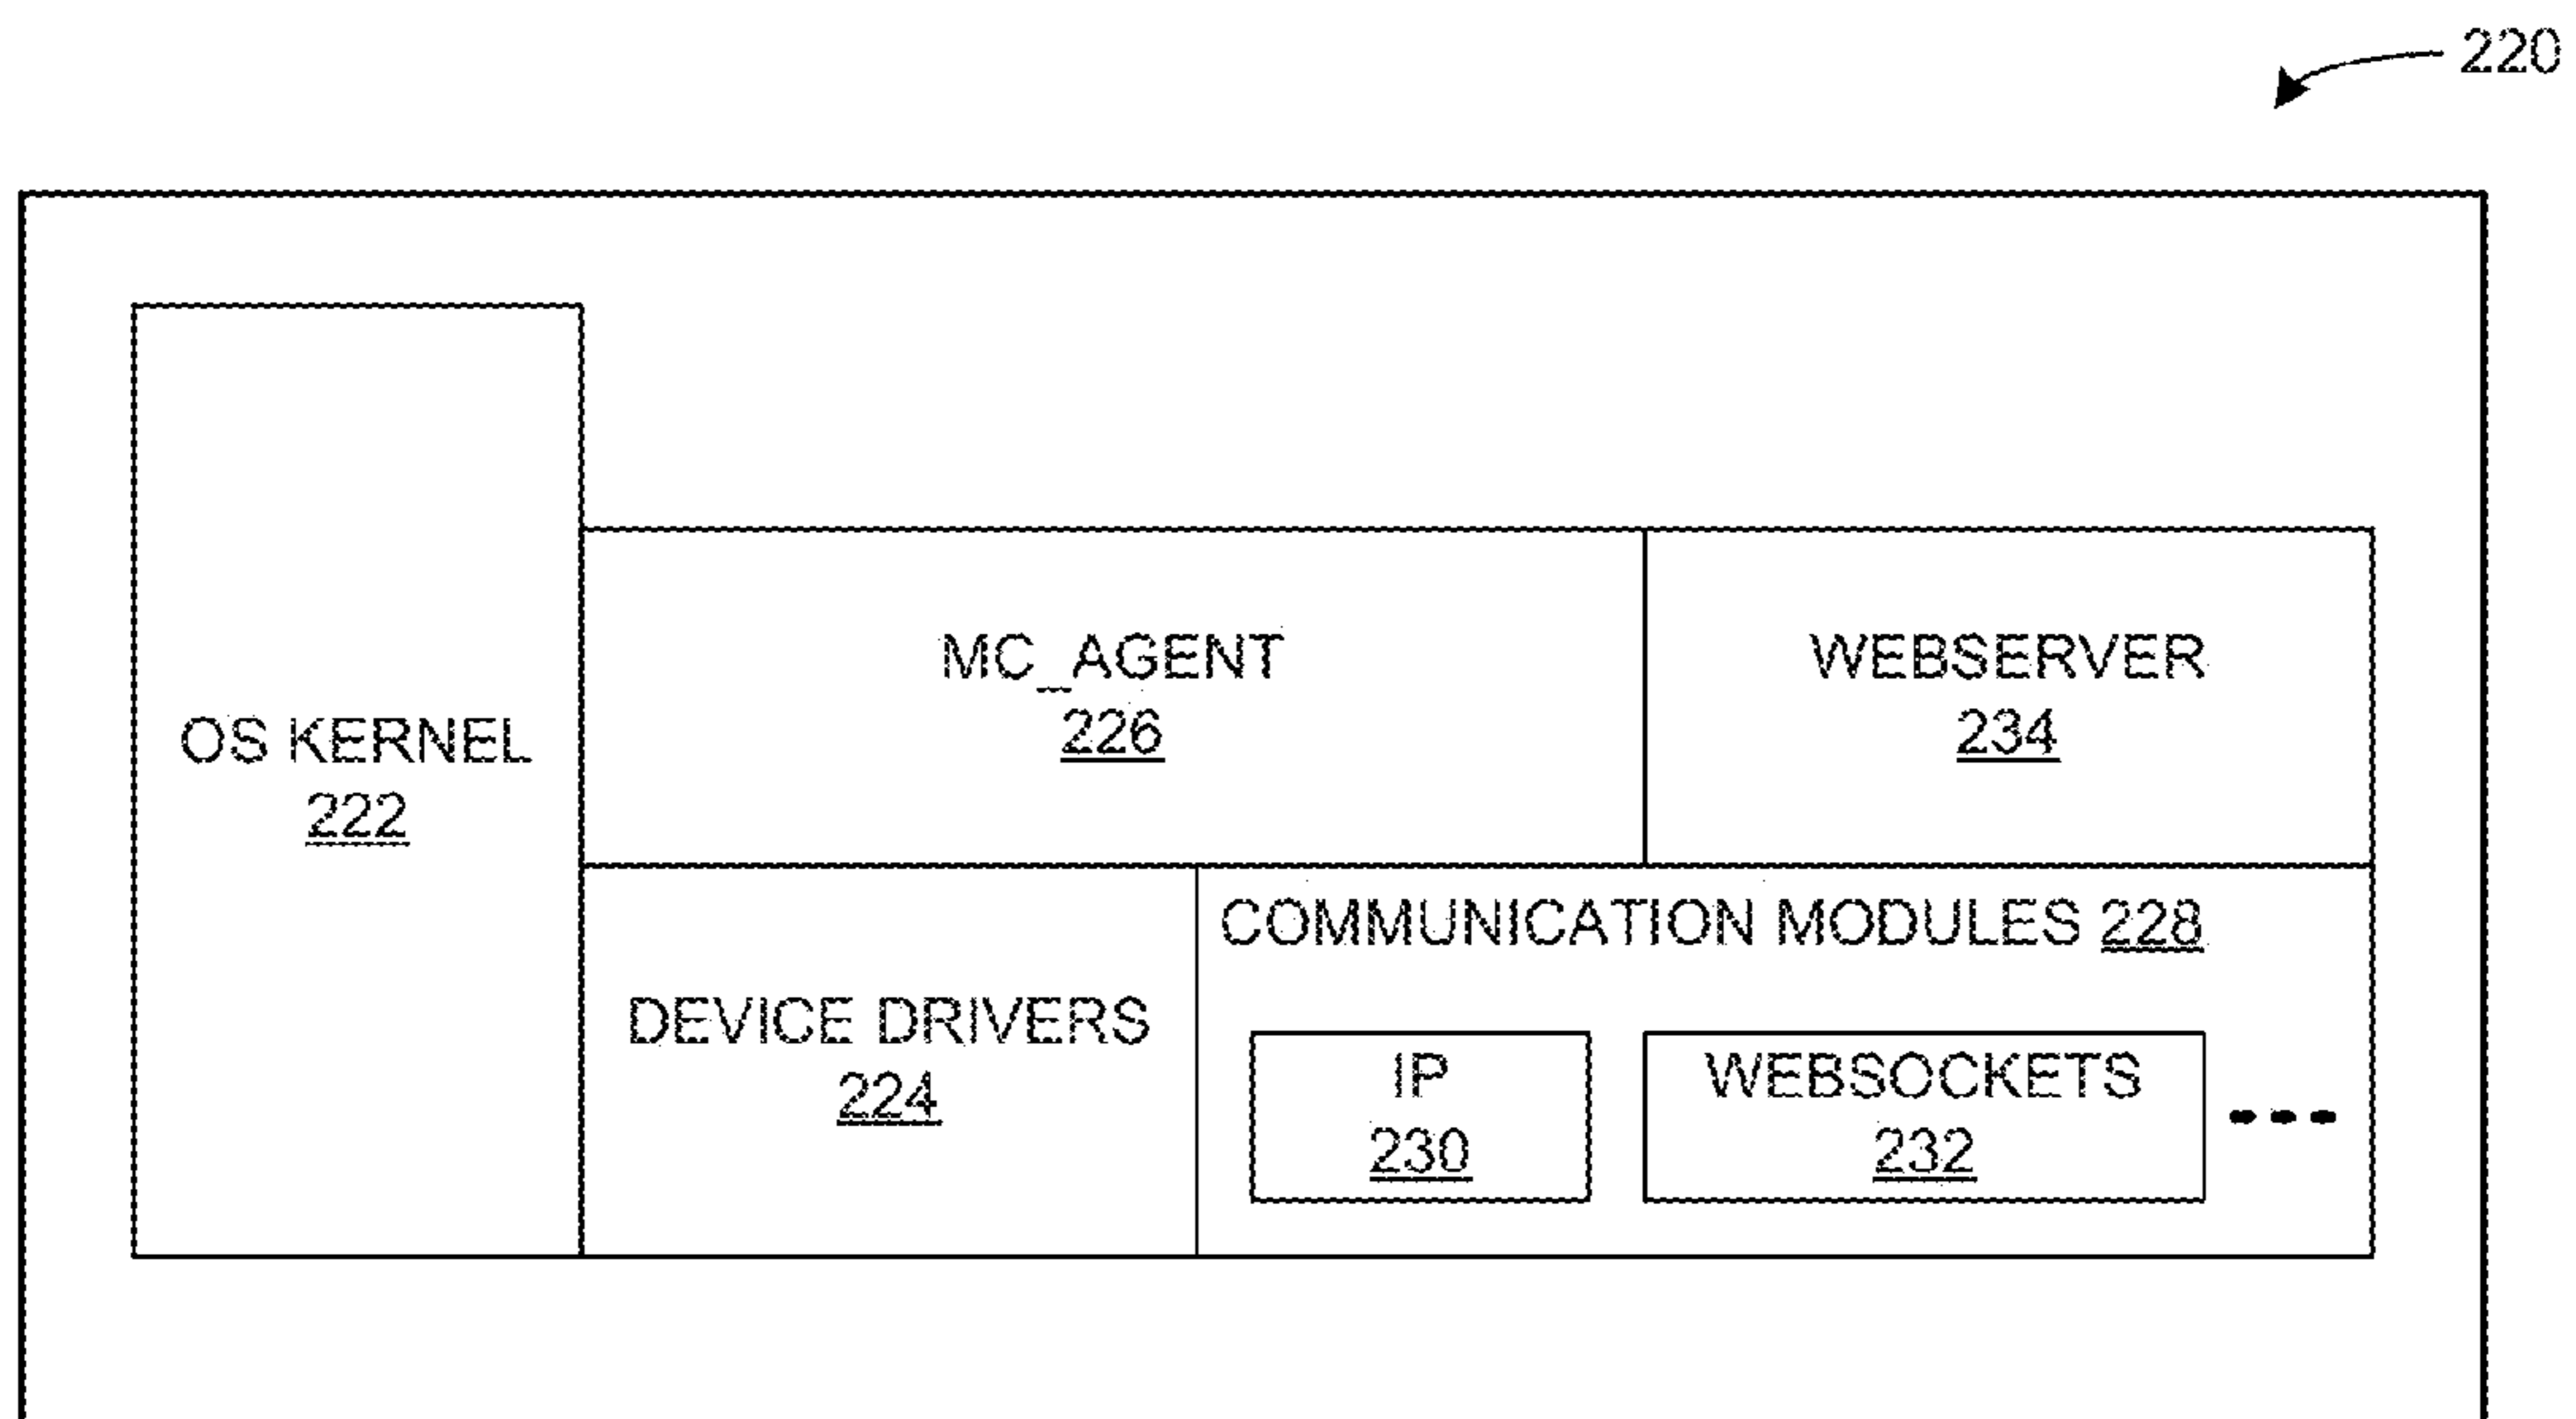 220
OS KERNEL
222
MC_AGENT
226
WEBSERVER
234
DEVICE DRIVERS
224
COMMUNICATION MODULES 228
IP
230
WEBSOCKETS
232